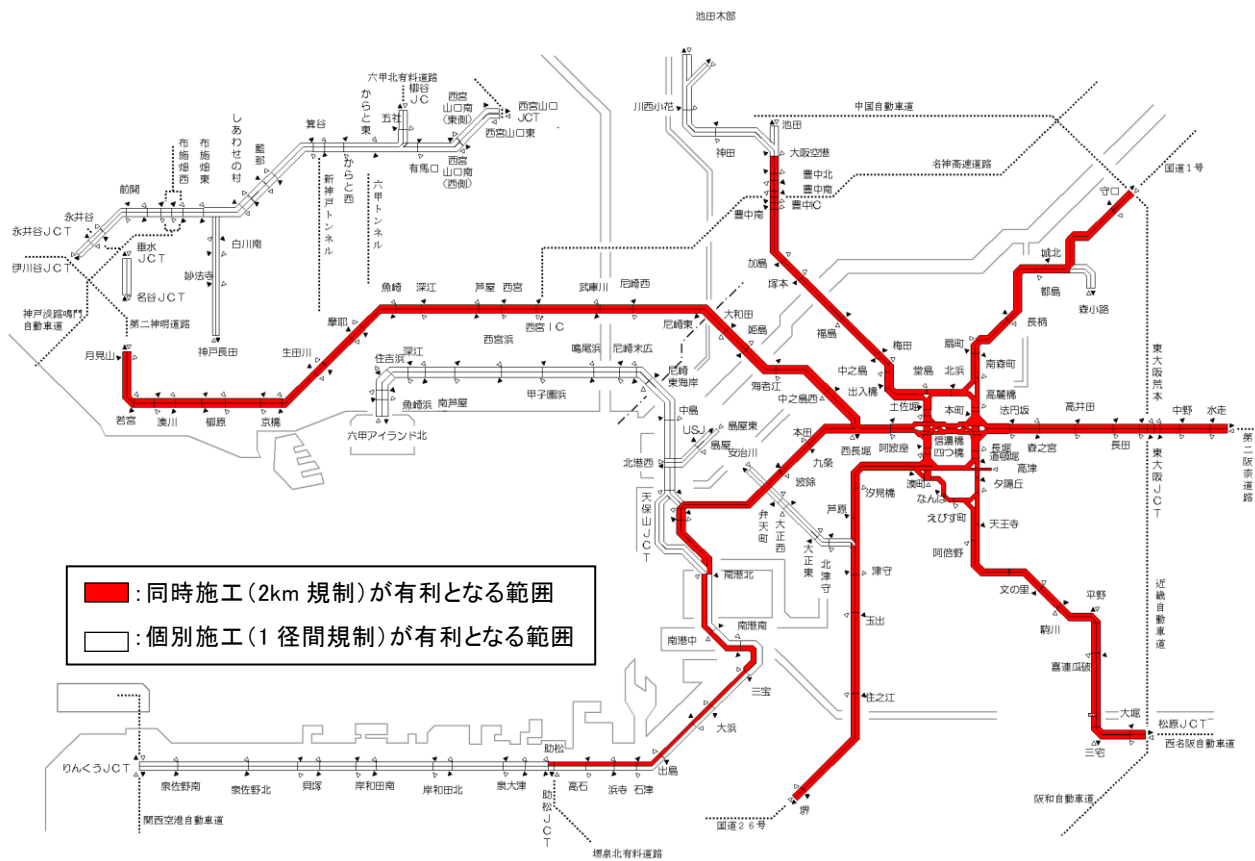 池田木部
六甲北有料道路
柳谷
JC
からと東
五社
西宮
山口南
(東側)
西宮山口
JCT
西宮山口東
川西小花
池田
中国自動車道
箕谷
しあわせの村
藍那
布施畑東
布施畑西
からと西
有馬口
西宮
山口南
(西側)
神田
大阪空港
名神高速道路
国道1号
豊中北
豊中南
豊中IC
豊中南
守口
前開
永井谷
永井谷JCT
伊川谷JCT
垂水
JCT
名谷JCT
白川南
妙法寺
新神戸トンネル
六甲トンネル
神戸淡路鳴門
自動車道
第二神明道路
神戸長田
摩耶
魚崎
深江
芦屋
西宮
武庫川
尼崎西
加島
塚本
城北
都島
森小路
西宮浜
西宮IC
尼崎東
大和田
姫島
福島
梅田
長柄
扇町
南森町
月見山
生田川
住吉浜
深江
鳴尾浜
尼崎末広
尼崎
東海岸
海老江
中之島西
中之島
出入橋
堂島
北浜
高麗橋
東大阪荒本
若宮
湊川
柳原
京橋
魚崎浜
南芦屋
甲子園浜
六甲アイランド北
中島
USJ
島屋東
島屋
北港西
安治川
本田
九条
波除
西長堀
土佐堀
阿波座
本町
信濃橋
四つ橋
法円坂
森之宮
高井田
長田
中野
水走
第二阪奈道路
長堀
道頓堀
高津
夕陽丘
湊町
なんば
えびす町
天王寺
阿倍野
東大阪JCT
天保山JCT
弁天町
大正西
大正東
北津守
汐見橋
芦原
津守
文の里
平野
駒川
喜連瓜破
近畿自動車道
南港北
南港南
南港中
玉出
住之江
三宝
大浜
大堀
松原JCT
西名阪自動車道
三宅
:同時施工(2km 規制)が有利となる範囲
:個別施工(1 径間規制)が有利となる範囲
りんくうJCT
泉佐野南
泉佐野北
貝塚
岸和田南
岸和田北
泉大津
助松
助松JCT
高石
浜寺
石津
出島
堺
国道26号
阪和自動車道
関西空港自動車道
堺泉北有料道路